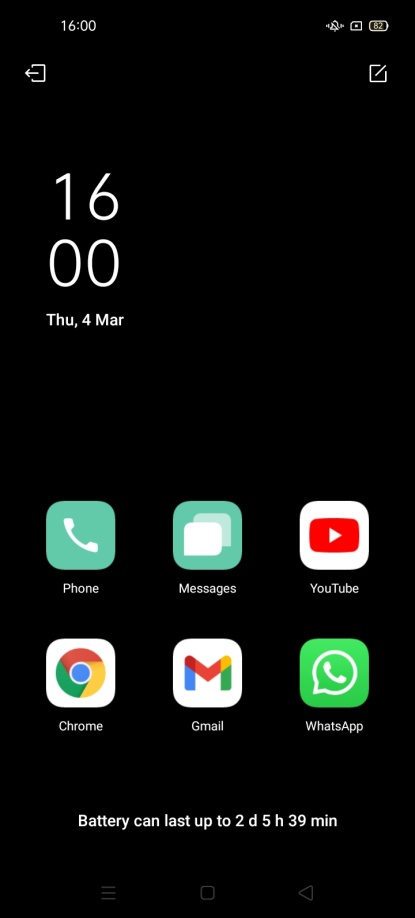 16:00
82
16
00
Thu, 4 Mar
Phone
Messages
YouTube
Chrome
Gmail
WhatsApp
Battery can last up to 2 d 5 h 39 min